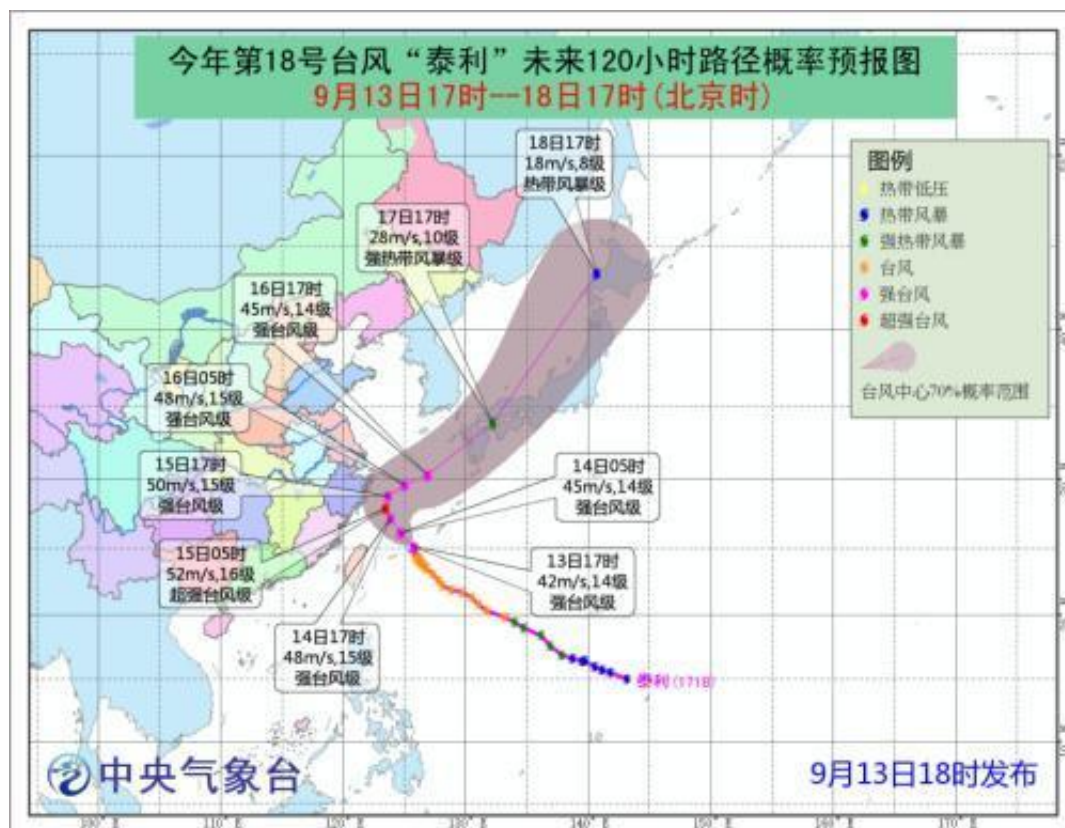 今年第18号台风“泰利”未来120小时路径概率预报图
9月13日17时--18日17时(北京时)
18日17时
18m/s,8级
热带风暴级
17日17时
28m/s,10级
强热带风暴级
16日17时
45m/s,14级
强台风级
16日05时
48m/s,15级
强台风级
15日17时
50m/s,15级
强台风级
15日05时
52m/s,16级
超强台风级
14日17时
48m/s,15级
强台风级
14日05时
45m/s,14级
强台风级
13日17时
42m/s,14级
强台风级
图例
热带低压
热带风暴
强热带风暴
台风
强台风
超强台风
台风中心70%概率范围
泰利(1718)
中央气象台
9月13日18时发布
100° E
110° E
120° E
130° E
140° E
150° E
160° E
170° E